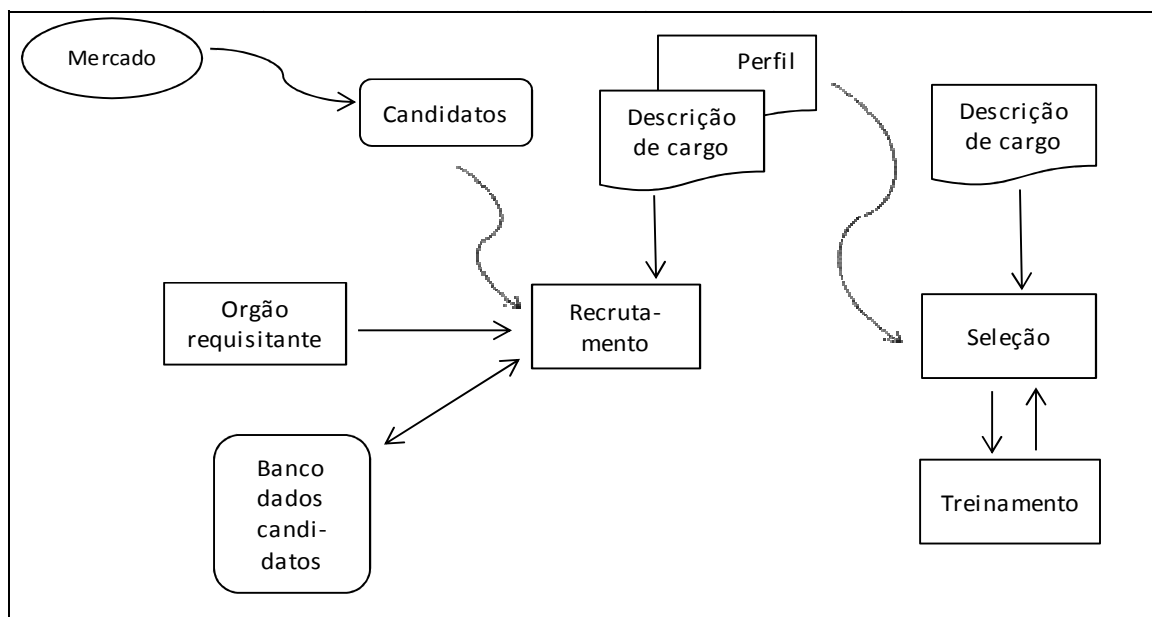 Mercado
Candidatos
Perfil
Descrição
de cargo
Descrição
de cargo
Orgão
requisitante
Recruta-
mento
Seleção
Banco
dados
candi-
datos
Treinamento